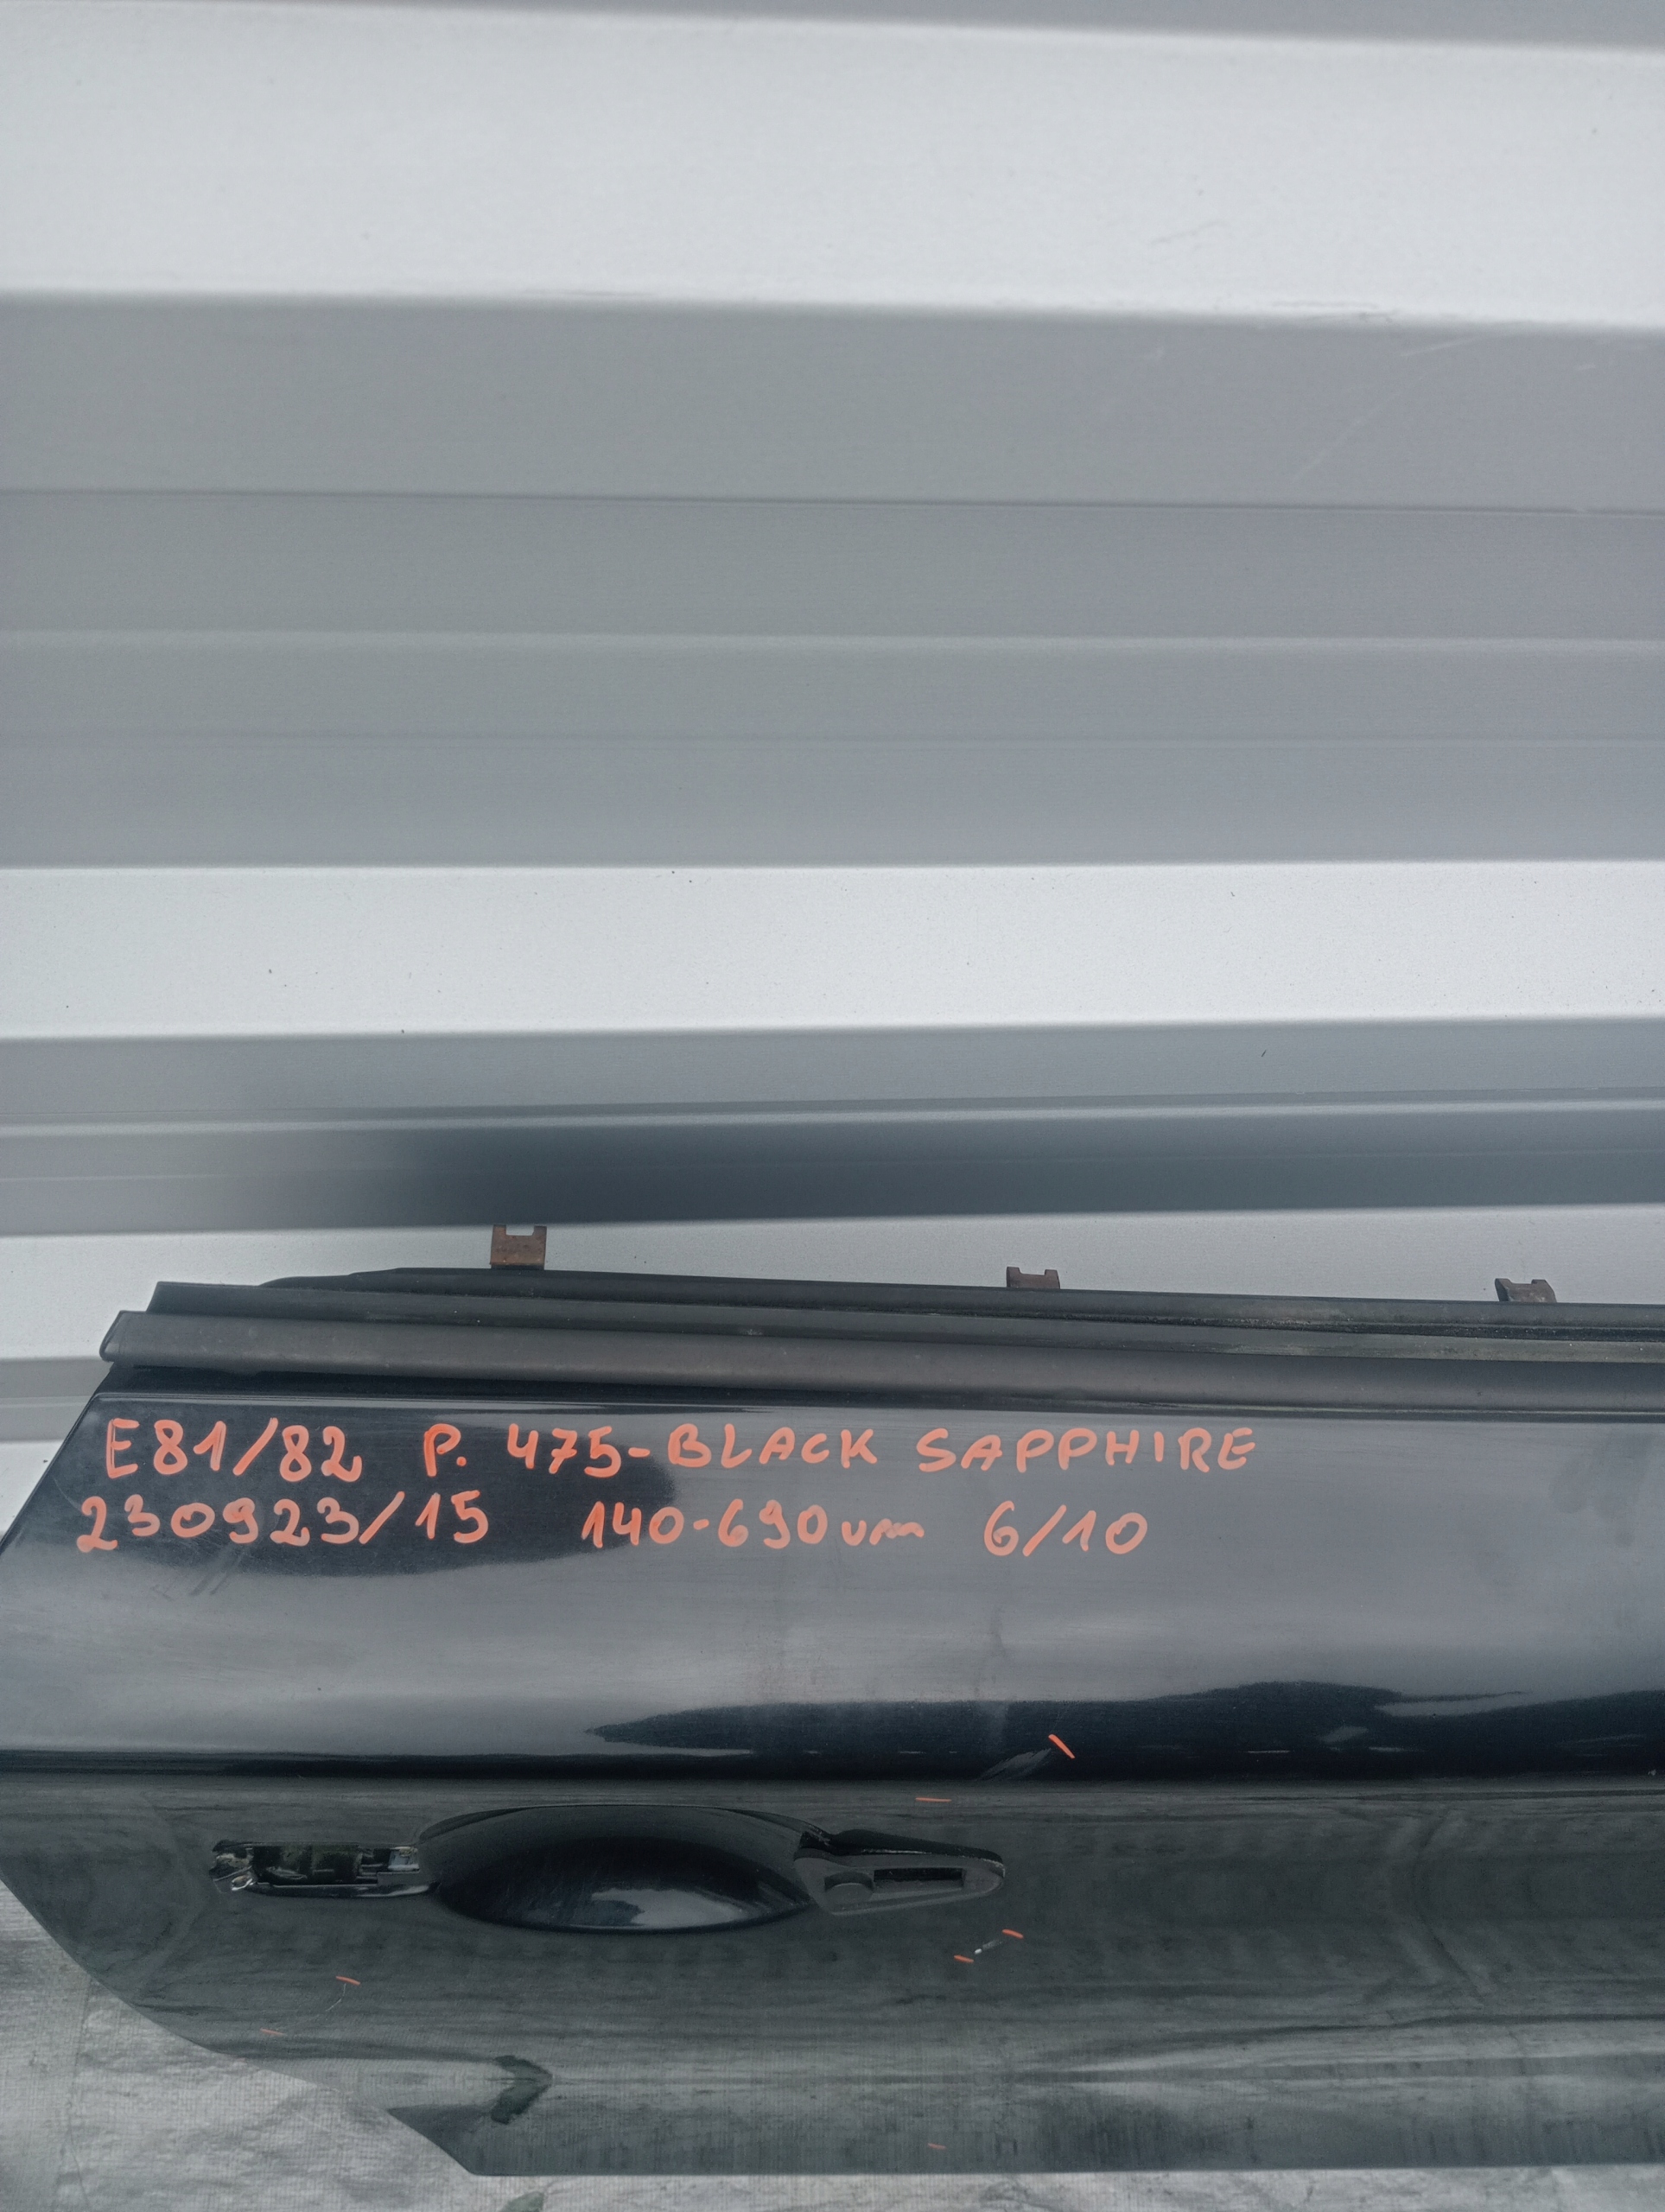 E81/82 P. 475-BLACK SAPPHIRE
230923/15 140-690um 6/10